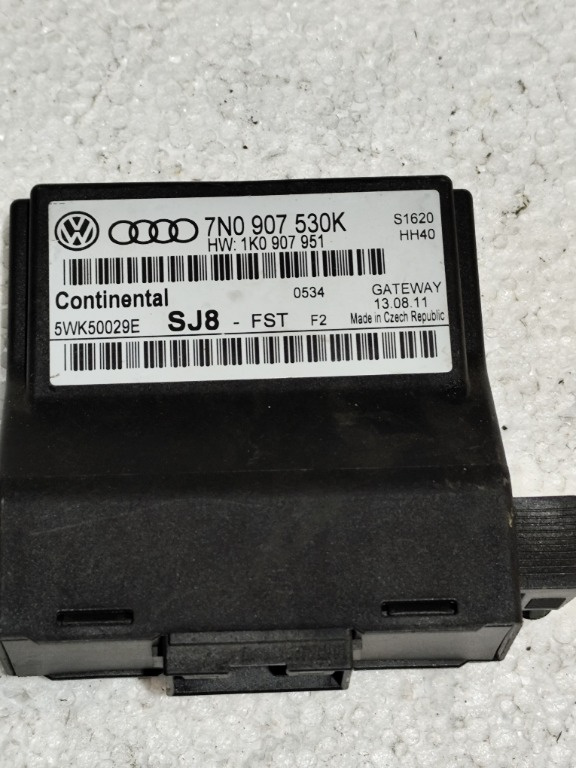 7N0 907 530K
HW: 1K0 907 951
S1620
HH40
Continental
0534
GATEWAY
13.08.11
5WK50029E SJ8 - FST F2 Made in Czech Republic